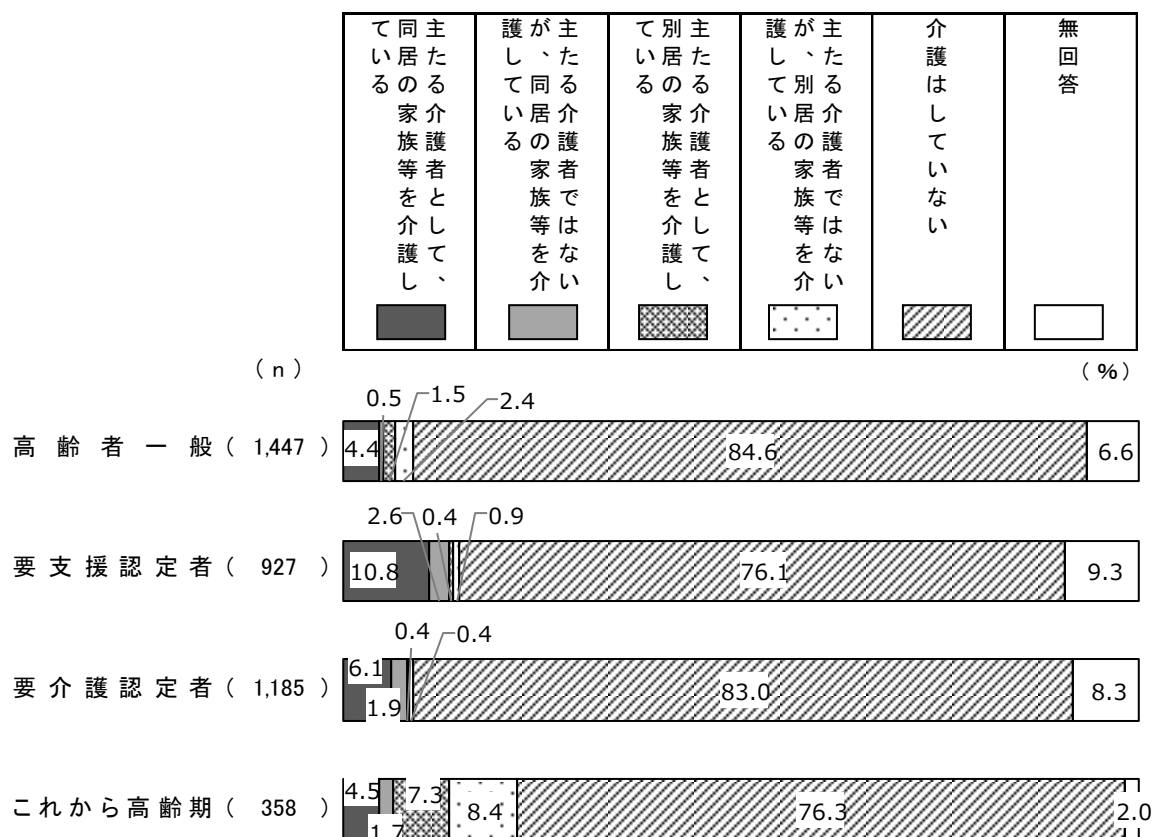 主たる介護者として、
同居の家族等を介護し
ている
主たる介護者ではない
が、同居の家族等を介
護している
主たる介護者として、
別居の家族等を介護し
ている
主たる介護者ではない
が、別居の家族等を介
護している
介護はしていない
無回答
(n)
(%)
0.5 1.5 2.4
高齢者一般(1,447) 4.4 84.6 6.6
2.6 0.4 0.9
要支援認定者(927) 10.8 76.1 9.3
0.4 0.4
要介護認定者(1,185) 6.1 1.9 83.0 8.3
これから高齢期(358) 4.5 1.7 7.3 8.4 76.3 2.0